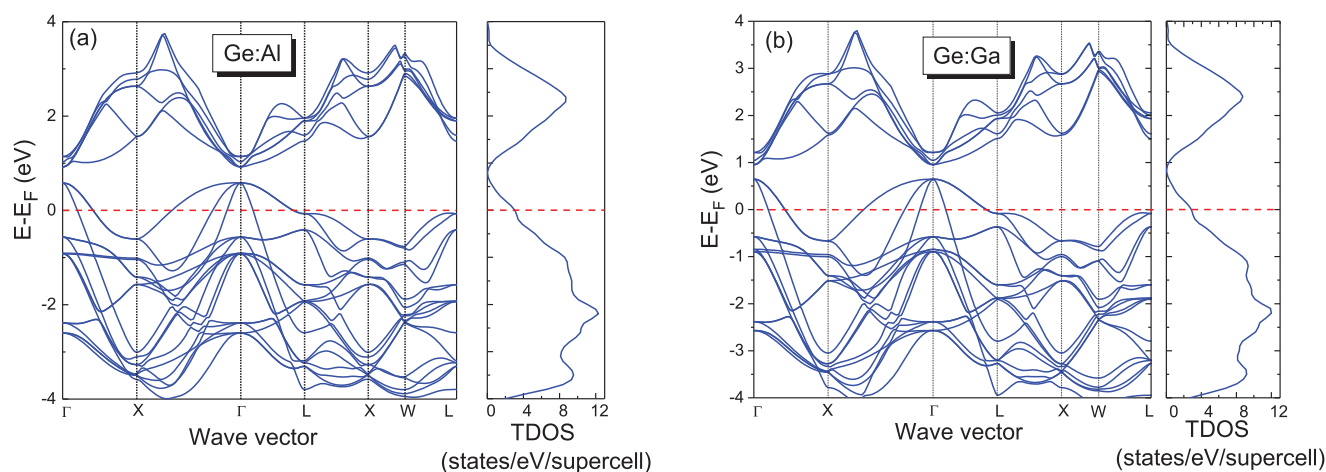 (a)
Ge:Al
E-E_F (eV)
4
2
0
-2
-4
Γ X Γ L X W L
Wave vector
0 4 8 12
TDOS
(states/eV/supercell)
(b)
Ge:Ga
E-E_F (eV)
4
3
2
1
0
-1
-2
-3
-4
Γ X Γ L X W L
Wave vector
0 4 8 12
TDOS
(states/eV/supercell)